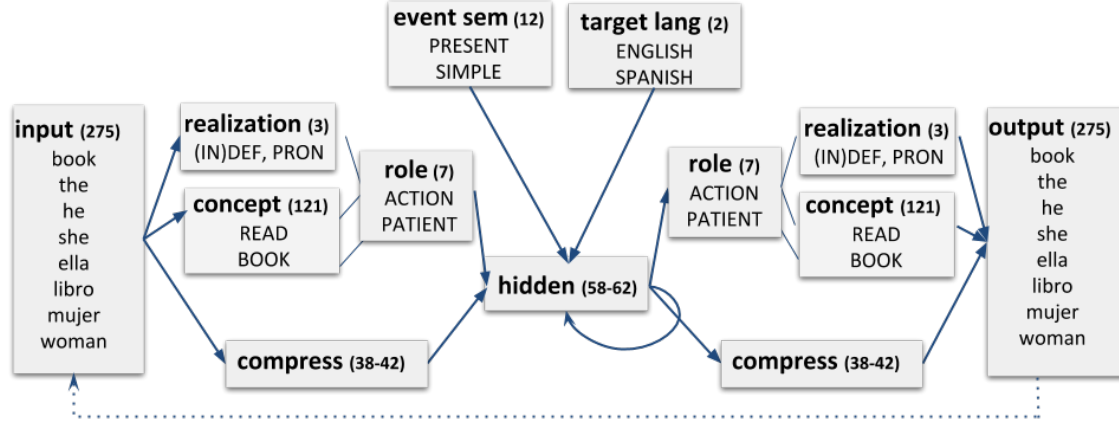 event sem (12)
PRESENT
SIMPLE
target lang (2)
ENGLISH
SPANISH
input (275)
book
the
he
she
ella
libro
mujer
woman
realization (3)
(IN)DEF, PRON
concept (121)
READ
BOOK
role (7)
ACTION
PATIENT
compress (38-42)
hidden (58-62)
role (7)
ACTION
PATIENT
realization (3)
(IN)DEF, PRON
concept (121)
READ
BOOK
compress (38-42)
output (275)
book
the
he
she
ella
libro
mujer
woman